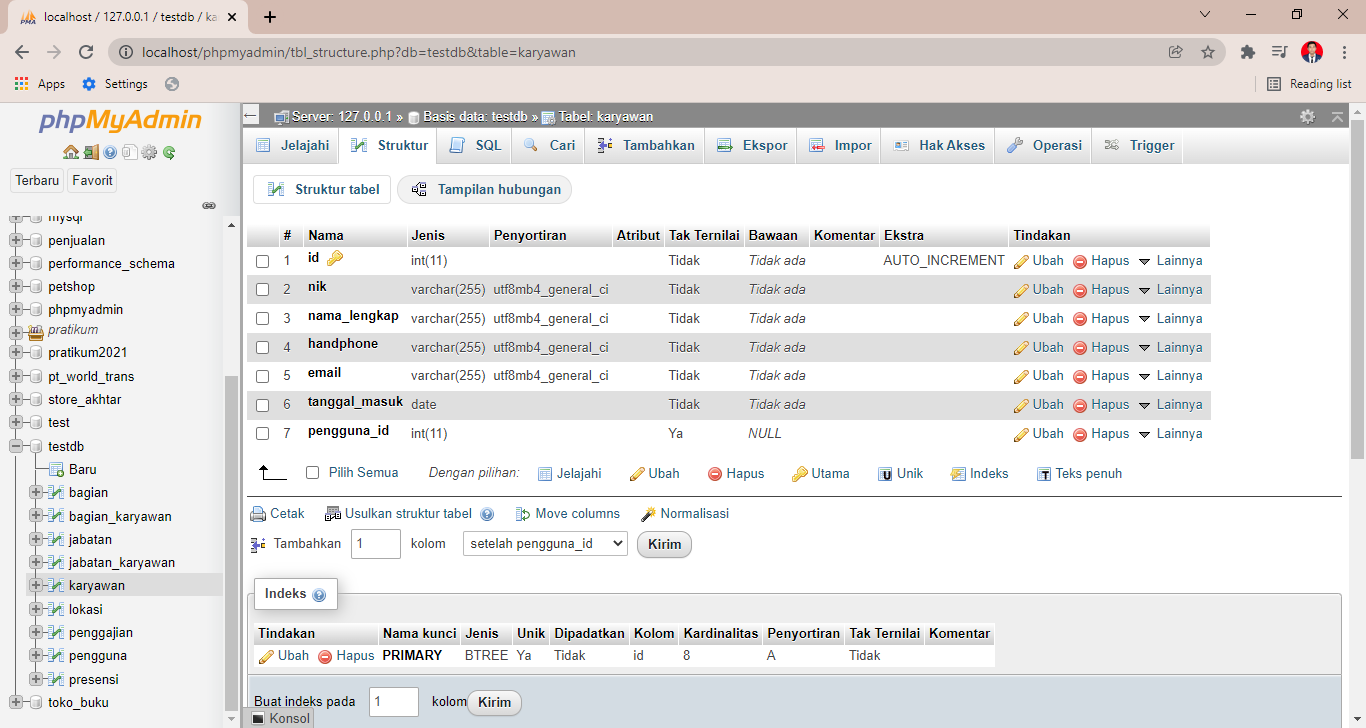 localhost / 127.0.0.1 / testdb / ka
localhost/phpmyadmin/tbl_structure.php?db=testdb&table=karyawan
Apps Settings Reading list
phpMyAdmin
Terbaru Favorit
mysql
penjualan
performance_schema
petshop
phpmyadmin
pratikum
pratikum2021
pt_world_trans
store_akhtar
test
testdb
Baru
bagian
bagian_karyawan
jabatan
jabatan_karyawan
karyawan
lokasi
penggajian
pengguna
presensi
toko_buku
Server: 127.0.0.1 » Basis data: testdb » Tabel: karyawan
Jelajahi Struktur SQL Cari Tambahkan Ekspor Impor Hak Akses Operasi Trigger
Struktur tabel Tampilan hubungan
# Nama Jenis Penyortiran Atribut Tak Ternilai Bawaan Komentar Ekstra Tindakan
1 id int(11) Tidak Tidak ada AUTO_INCREMENT Ubah Hapus Lainnya
2 nik varchar(255) utf8mb4_general_ci Tidak Tidak ada Ubah Hapus Lainnya
3 nama_lengkap varchar(255) utf8mb4_general_ci Tidak Tidak ada Ubah Hapus Lainnya
4 handphone varchar(255) utf8mb4_general_ci Tidak Tidak ada Ubah Hapus Lainnya
5 email varchar(255) utf8mb4_general_ci Tidak Tidak ada Ubah Hapus Lainnya
6 tanggal_masuk date Tidak Tidak ada Ubah Hapus Lainnya
7 pengguna_id int(11) Ya NULL Ubah Hapus Lainnya
Pilih Semua Dengan pilihan: Jelajahi Ubah Hapus Utama Unik Indeks Teks penuh
Cetak Usulkan struktur tabel Move columns Normalisasi
Tambahkan 1 kolom setelah pengguna_id Kirim
Indeks
Tindakan Nama kunci Jenis Unik Dipadatkan Kolom Kardinalitas Penyortiran Tak Ternilai Komentar
Ubah Hapus PRIMARY BTREE Ya Tidak id 8 A Tidak
Buat indeks pada 1 kolom Kirim
Konsol